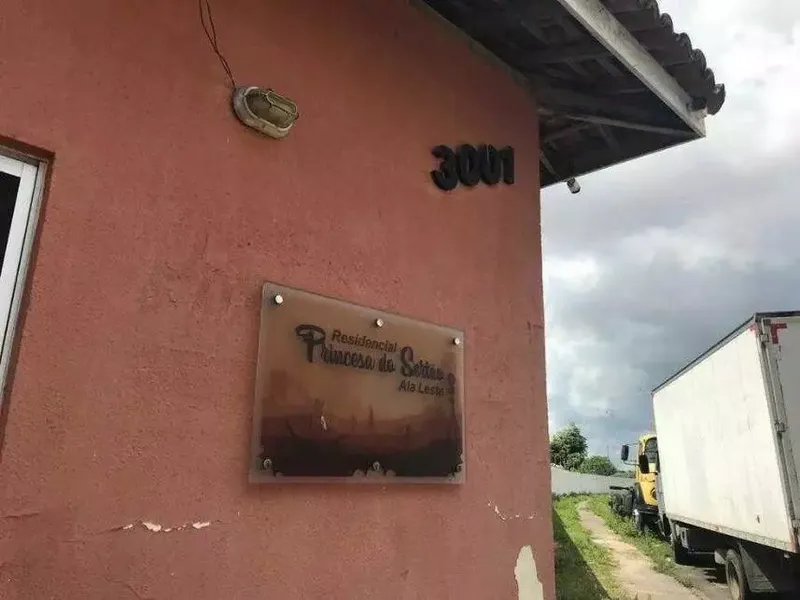 3001
Residencial
Princesa do Sertão
Ala Leste